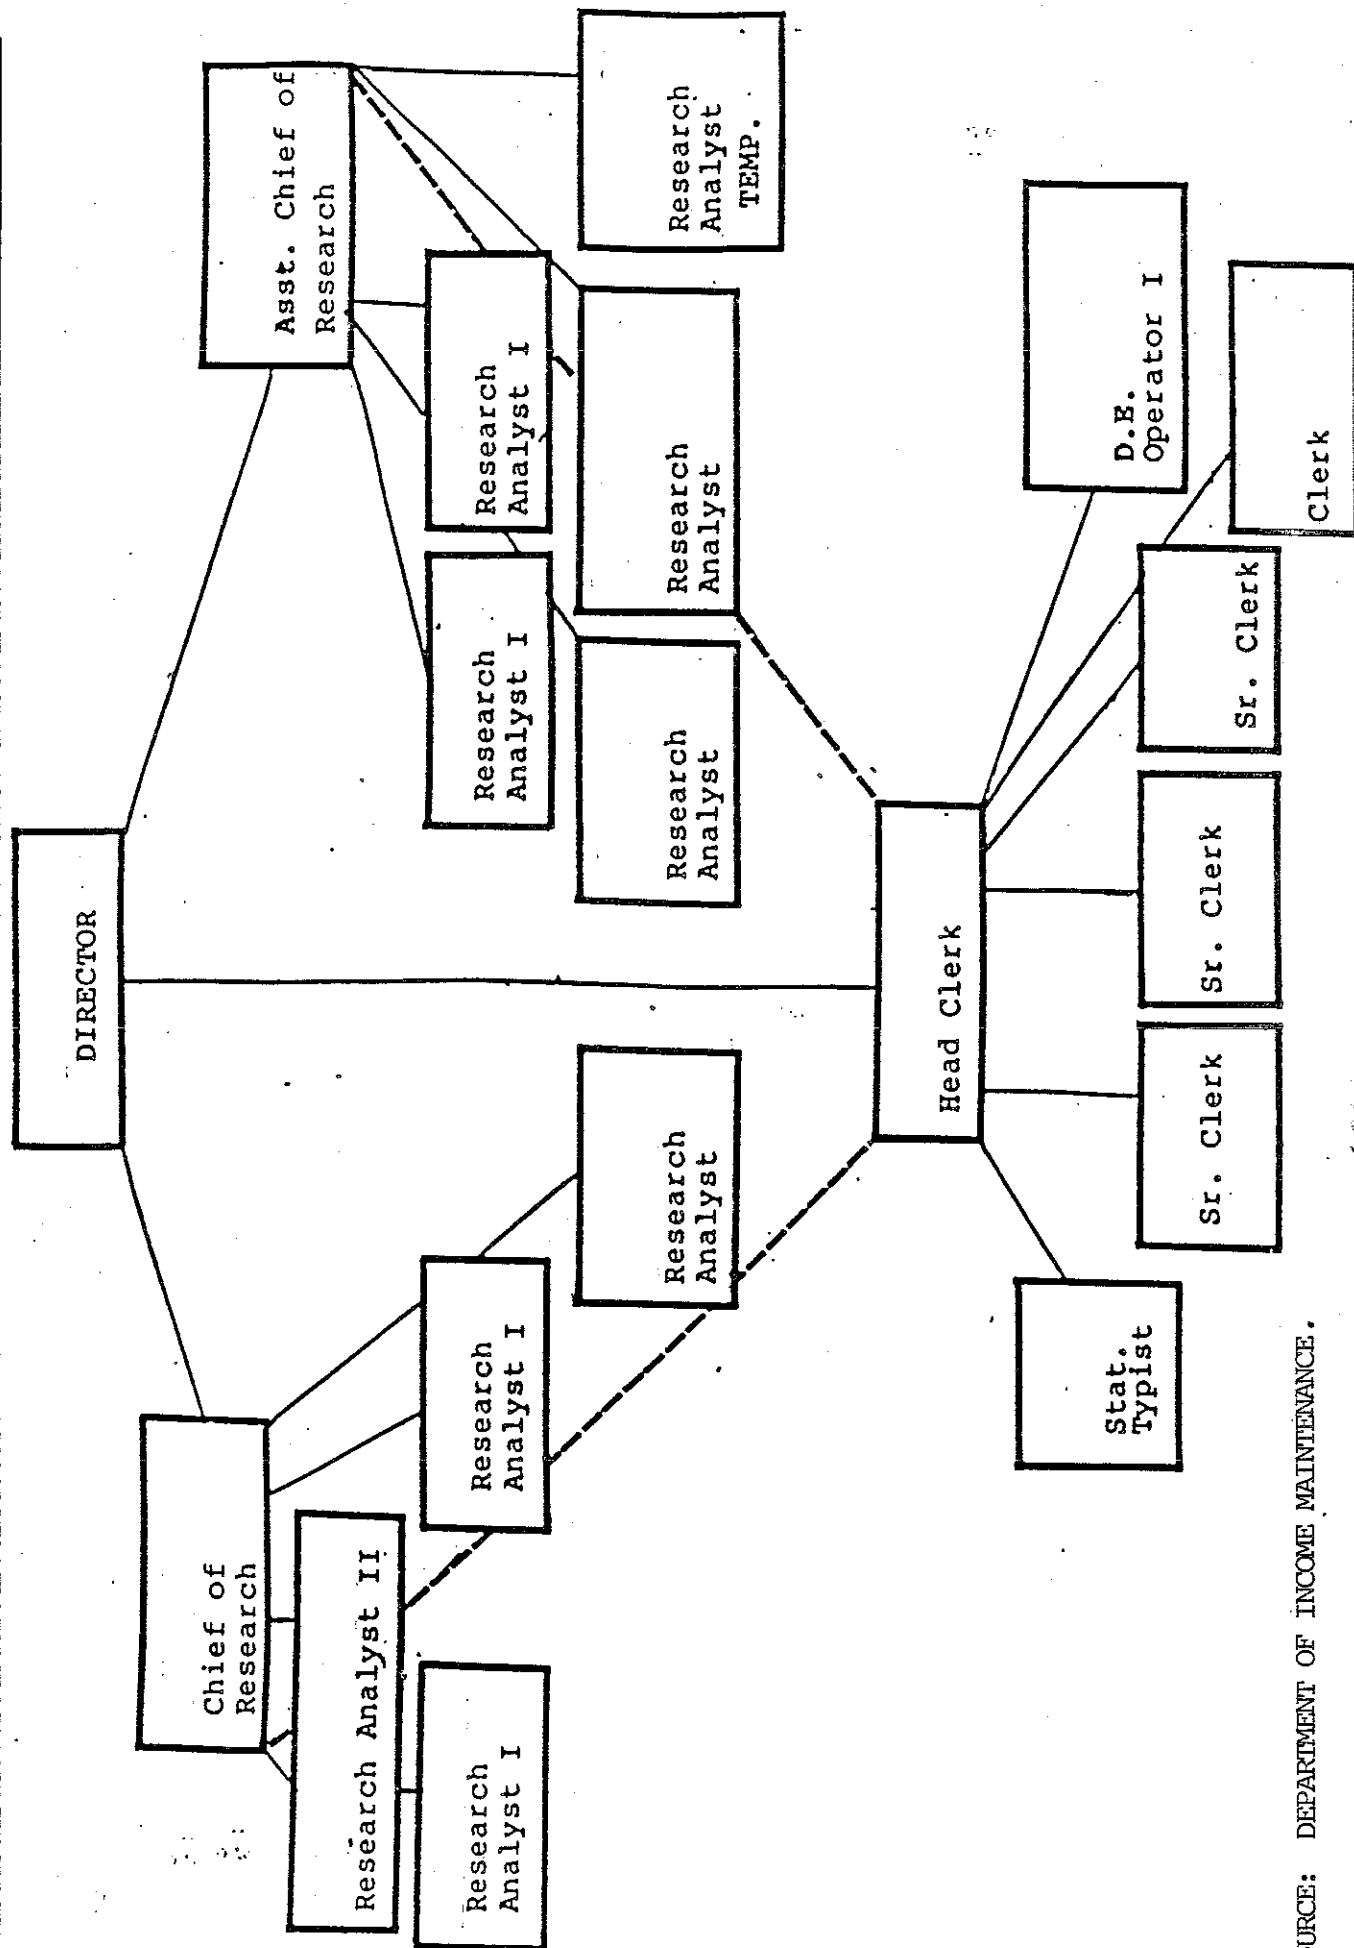 DIRECTOR
Chief of
Research
Asst. Chief of
Research
Research Analyst II
Research
Analyst I
Research
Analyst I
Research
Analyst I
Research
Analyst I
Research
Analyst
Research
Analyst
Research
Analyst
Research
Analyst
TEMP.
Head Clerk
Stat.
Typist
Sr. Clerk
Sr. Clerk
Sr. Clerk
D.E.
Operator I
Clerk
OURCE: DEPARTMENT OF INCOME MAINTENANCE.